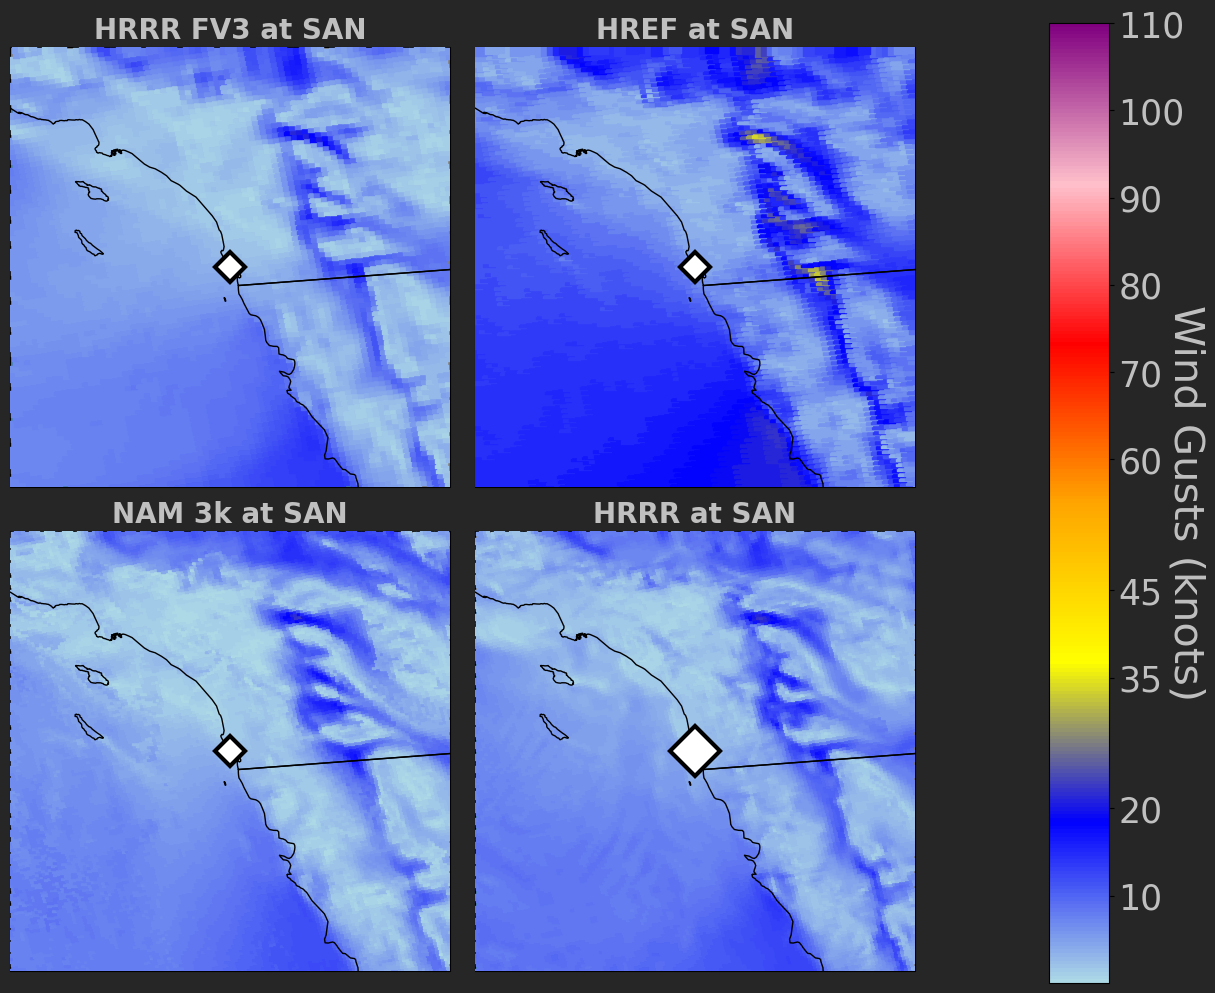 HRRR FV3 at SAN
HREF at SAN
NAM 3k at SAN
HRRR at SAN
110
100
90
80
70
60
45
35
20
10
Wind Gusts (knots)